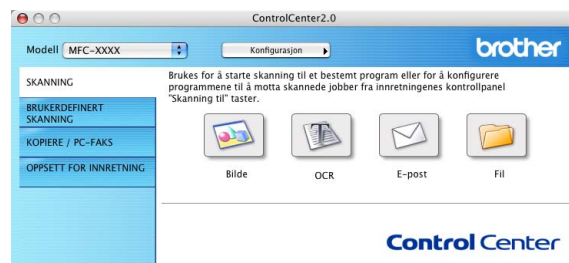 ControlCenter2.0
Modell MFC-XXXX Konfigurasjon brother
SKANNING
BRUKERDEFINERT
SKANNING
KOPIERE / PC-FAKS
OPPSETT FOR INNRETNING
Brukes for å starte skanning til et bestemt program eller for å konfigurere
programmene til å motta skannede jobber fra innretningenes kontrollpanel
"Skanning til" taster.
Bilde OCR E-post Fil
Control Center